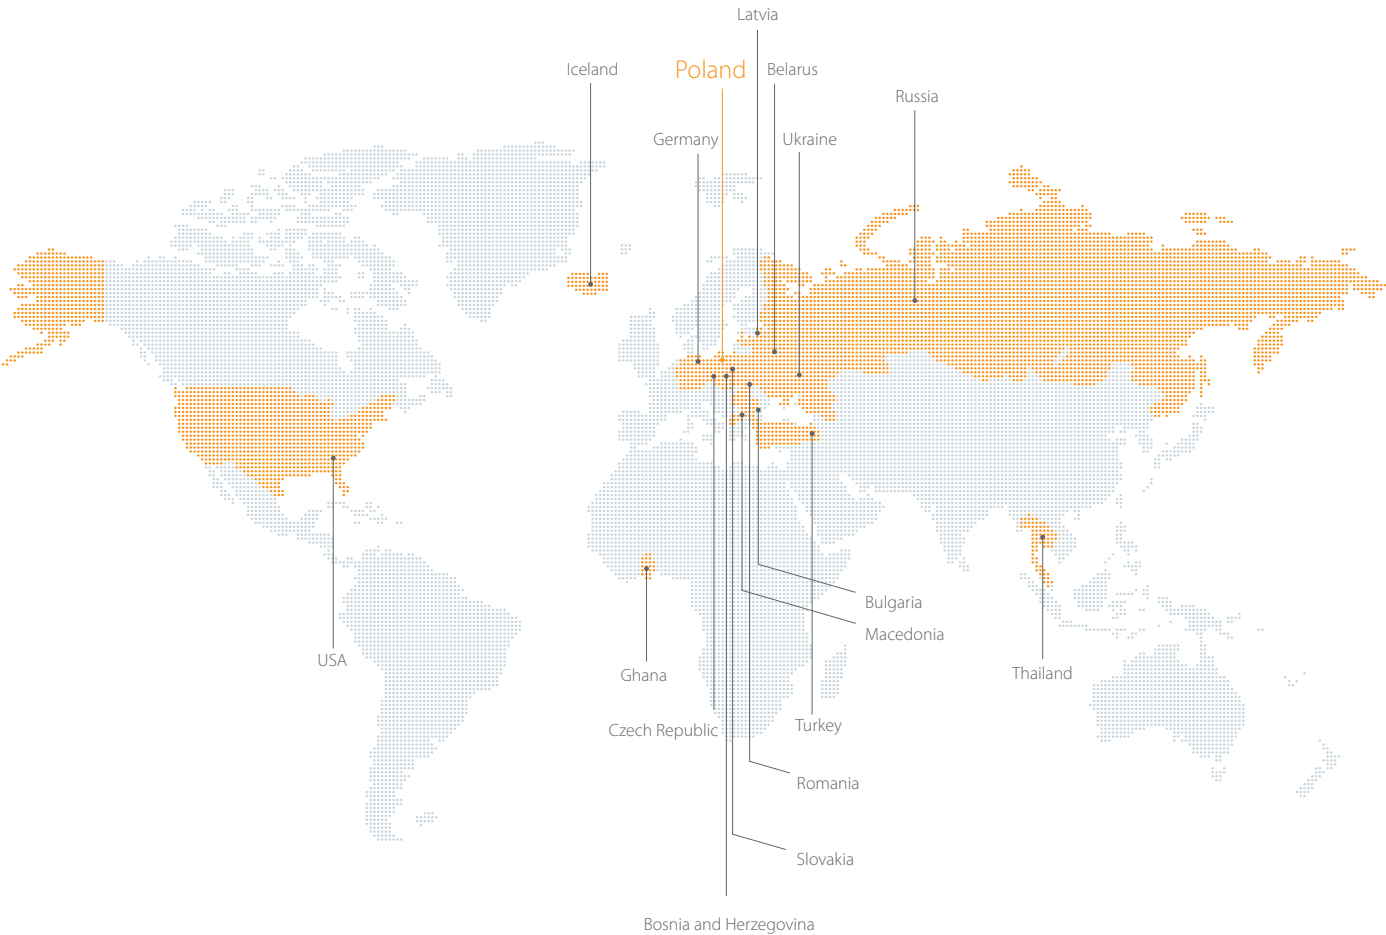 Latvia
Iceland
Poland
Belarus
Russia
Germany
Ukraine
Bulgaria
Macedonia
USA
Ghana
Thailand
Czech Republic
Turkey
Romania
Slovakia
Bosnia and Herzegovina